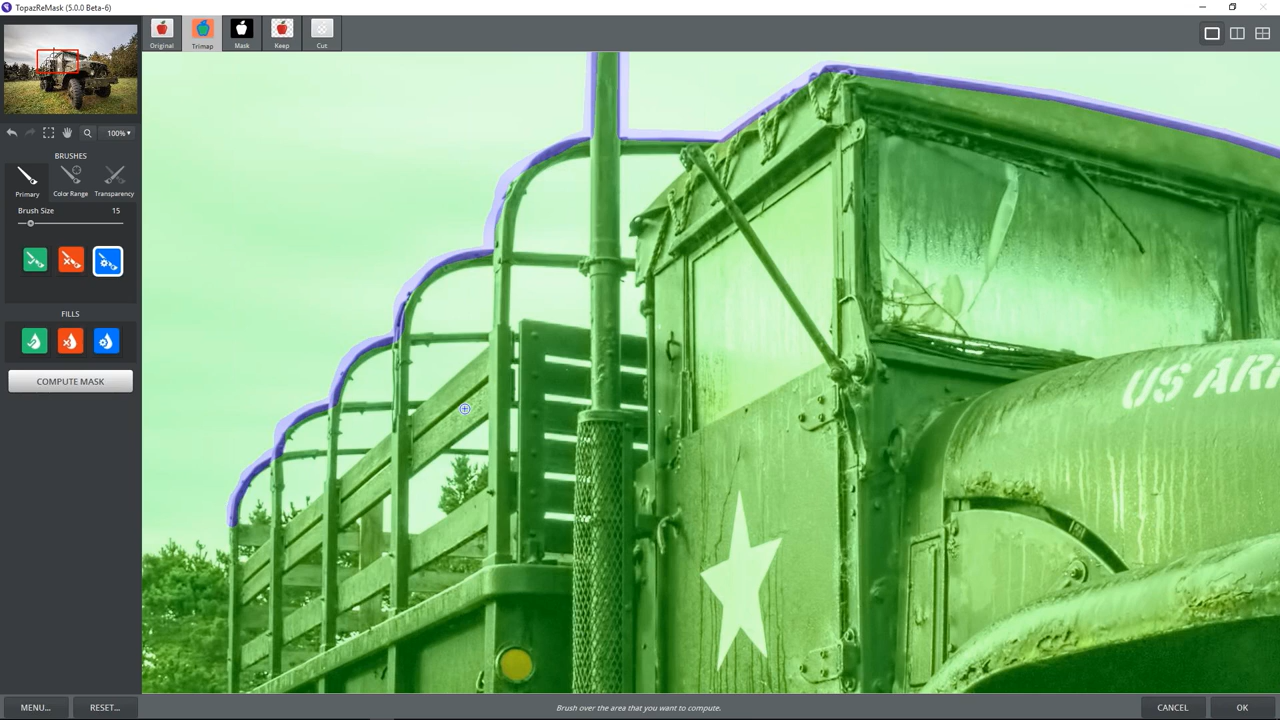 TopazReMask (5.0.0 Beta-6)
Original
Trimap
Mask
Keep
Cut
100%
BRUSHES
Primary
Color Range
Transparency
Brush Size 15
FILLS
COMPUTE MASK
US AR
MENU...
RESET...
Brush over the area that you want to compute.
CANCEL
OK